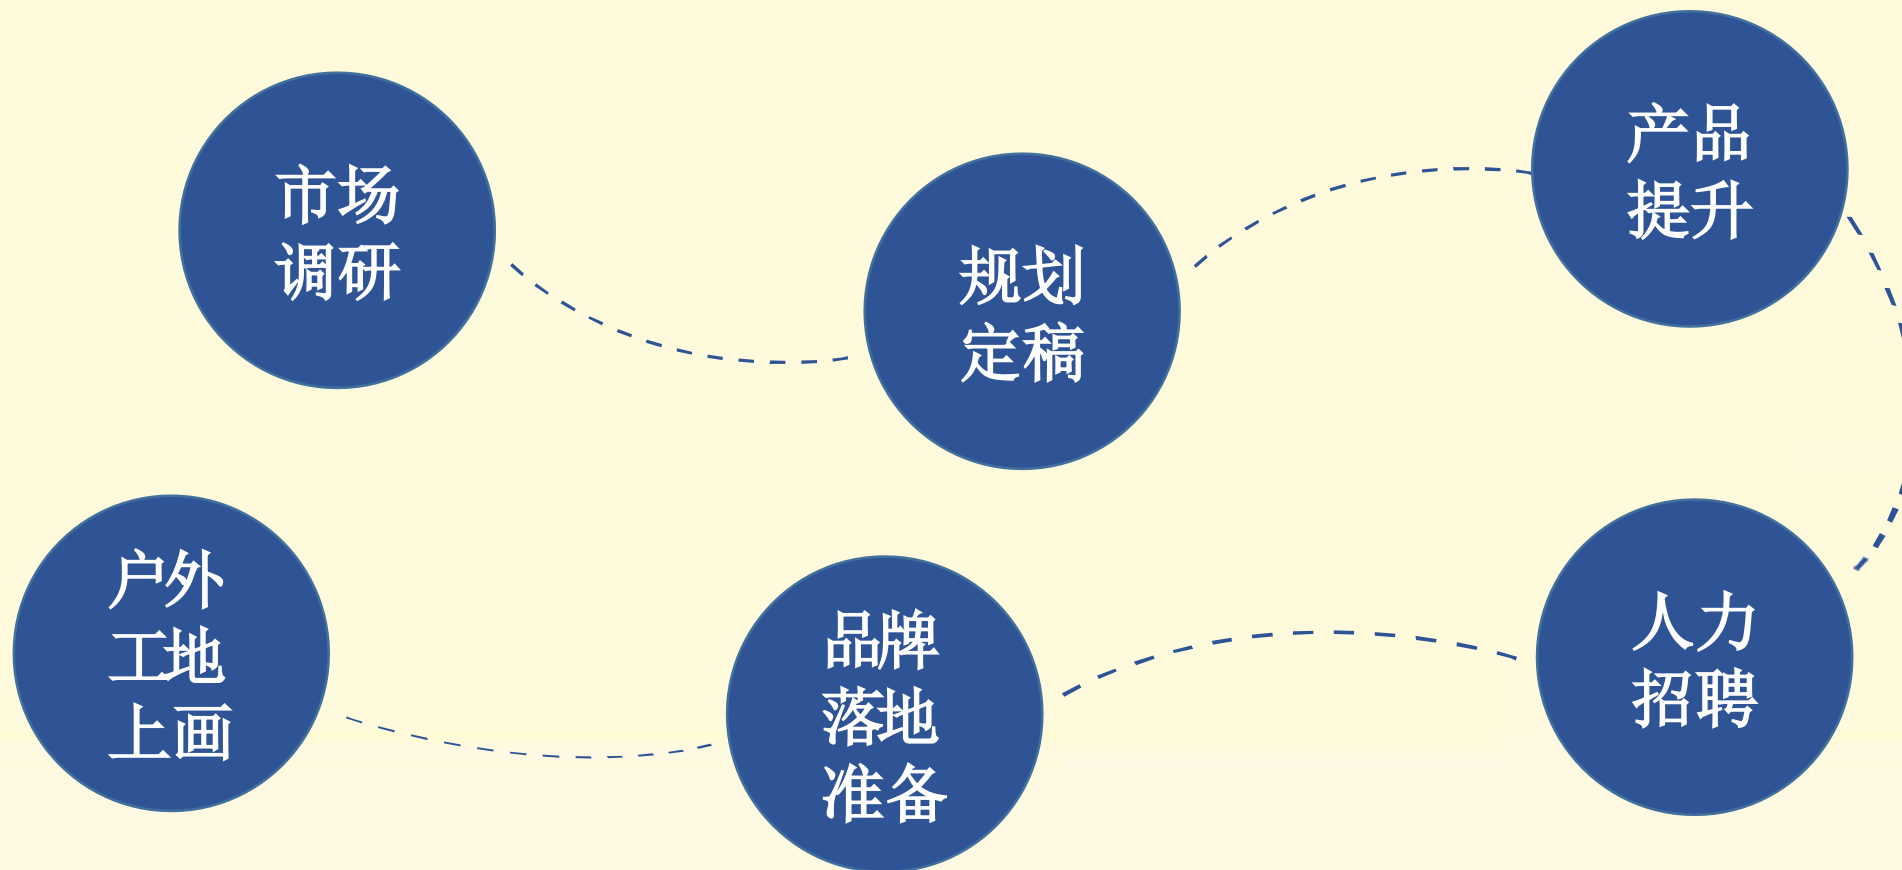 市场
调研
规划
定稿
产品
提升
人力
招聘
品牌
落地
准备
户外
工地
上画